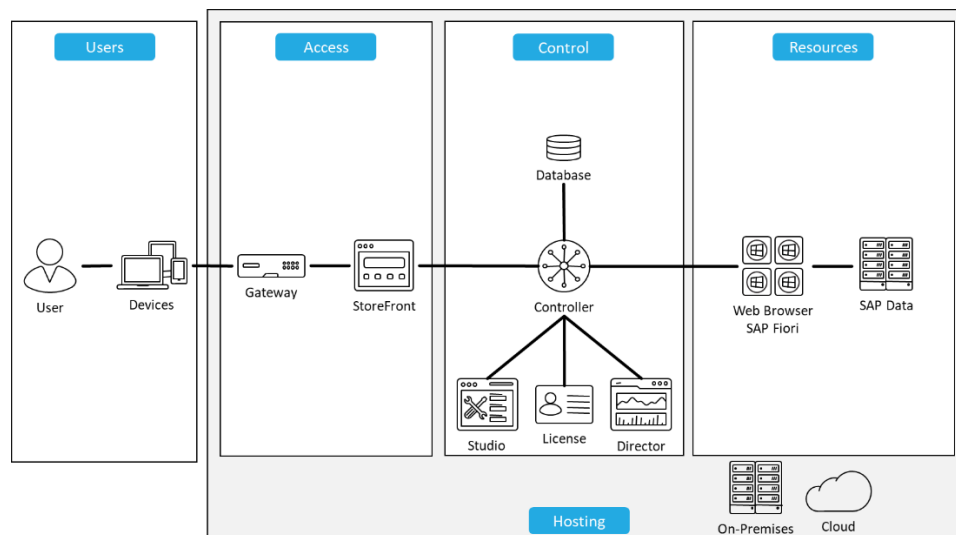 Users
Access
Control
Resources
Database
User
Devices
Gateway
StoreFront
Controller
Web Browser
SAP Fiori
SAP Data
Studio
License
Director
Hosting
On-Premises
Cloud